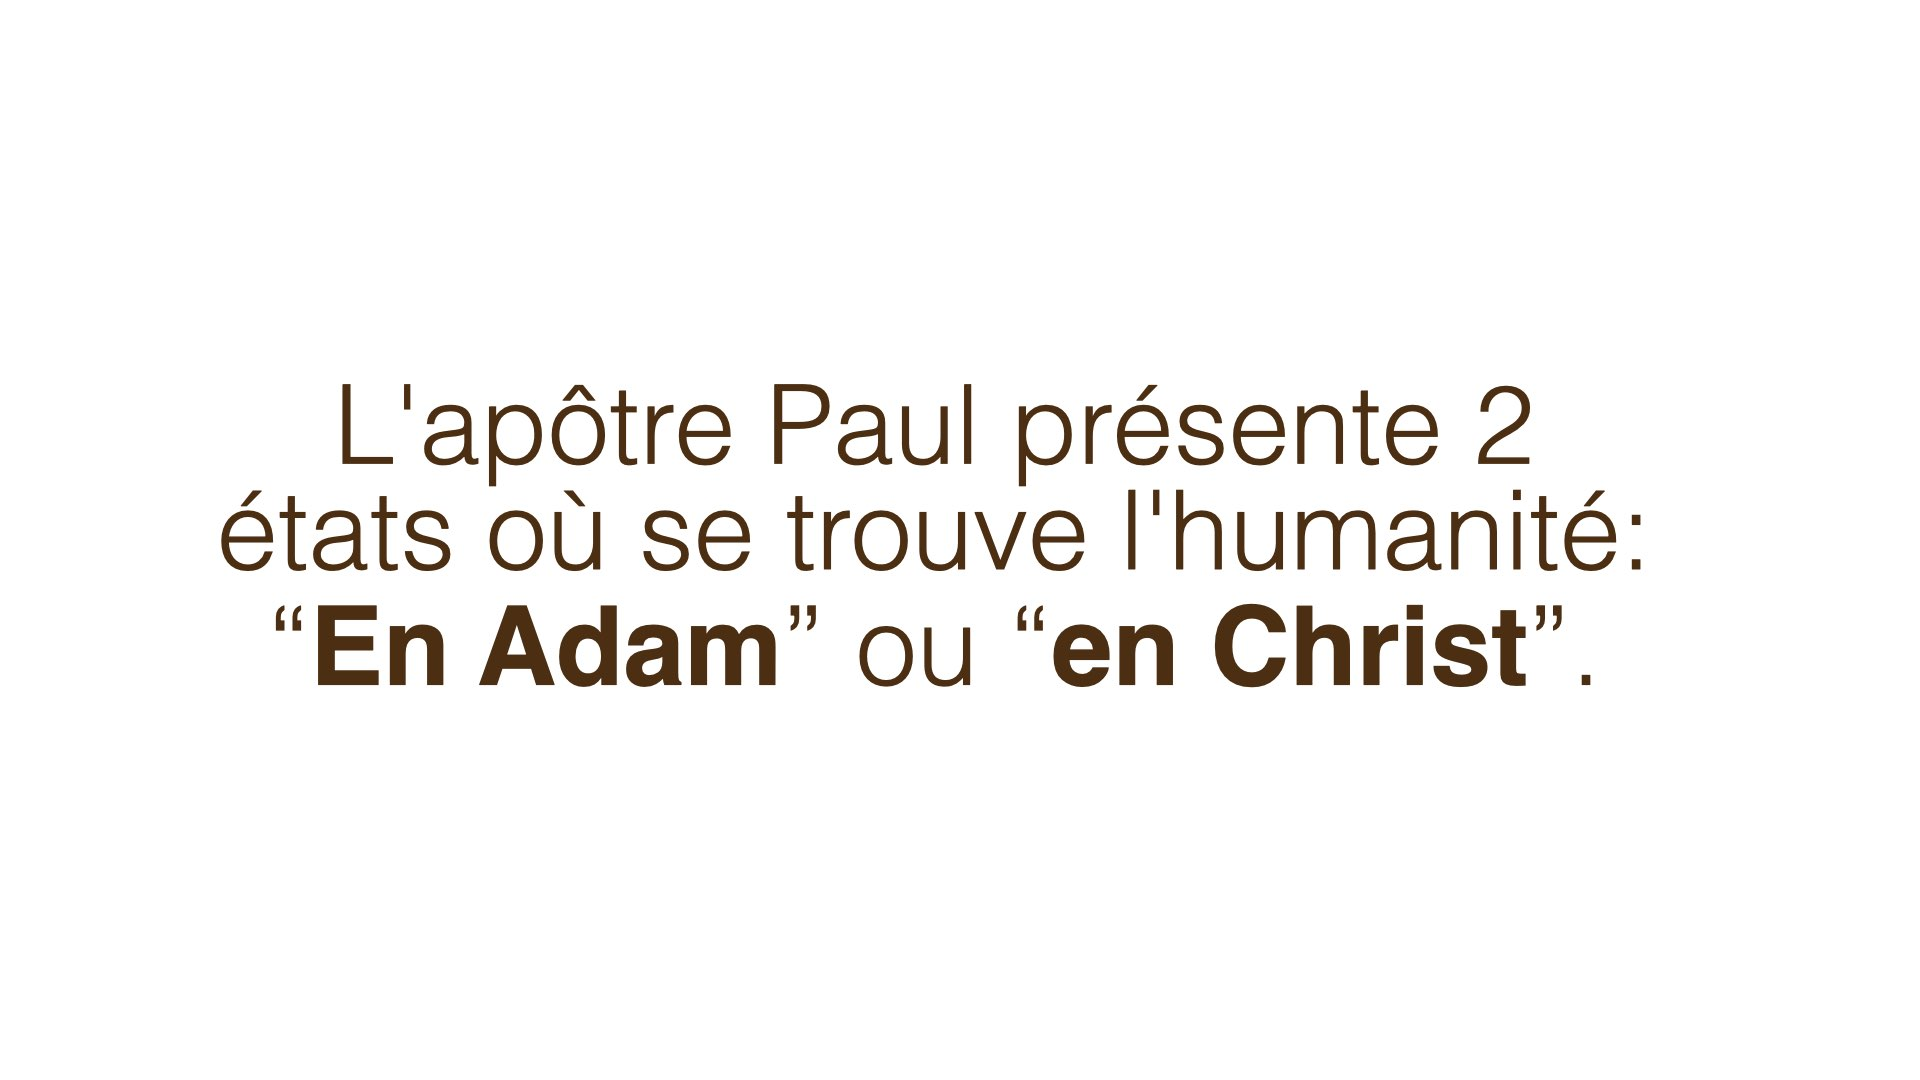 L'apôtre Paul présente 2
états où se trouve l'humanité:
“En Adam” ou “en Christ” .